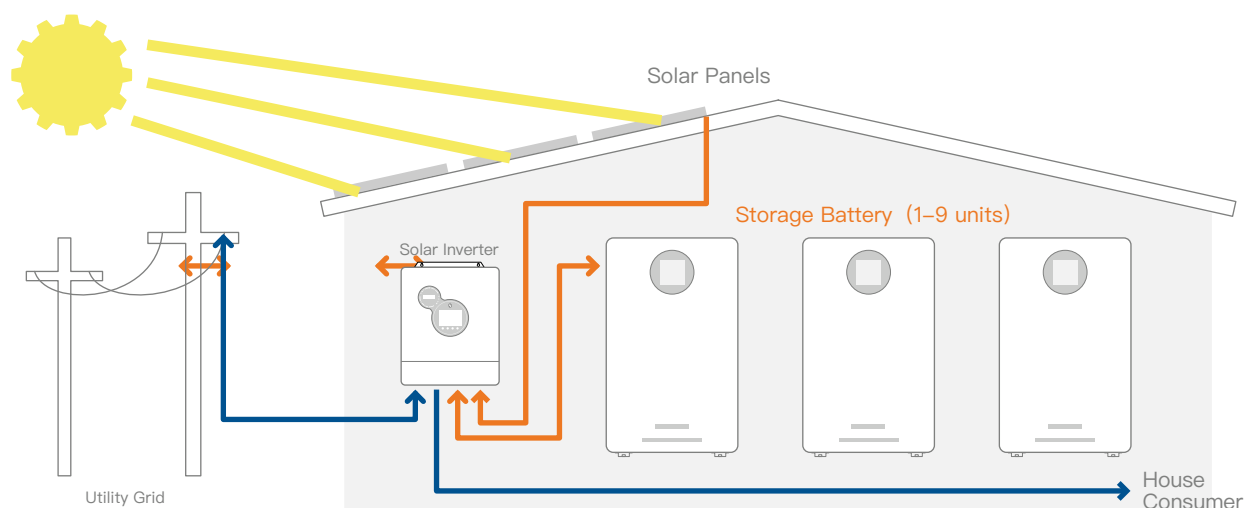 Solar Panels
Storage Battery（1–9 units）
Solar Inverter
House
Consumer
Utility Grid